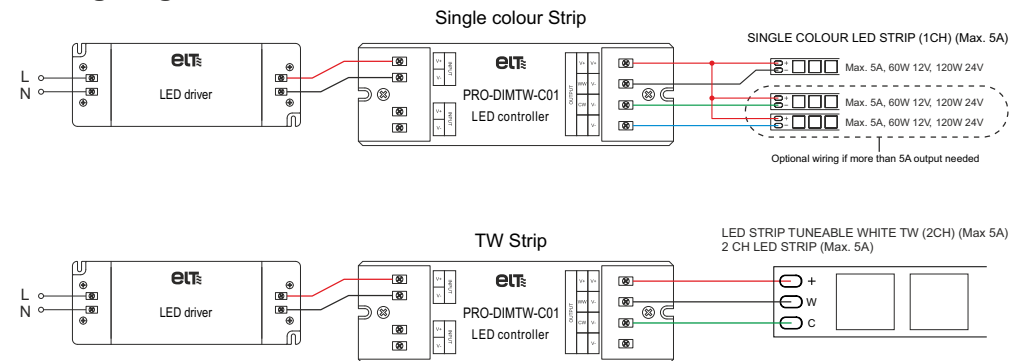 Single colour Strip
SINGLE COLOUR LED STRIP (1CH) (Max. 5A)
L
N
eLT
LED driver
V+
V-
INPUT
V+
V-
INPUT
eLT
PRO-DIMTW-C01
LED controller
OUTPUT
V+ V+
WW V-
CW V-
V-
+
-
Max. 5A, 60W 12V, 120W 24V
+
-
Max. 5A, 60W 12V, 120W 24V
+
-
Max. 5A, 60W 12V, 120W 24V
Optional wiring if more than 5A output needed
TW Strip
LED STRIP TUNEABLE WHITE TW (2CH) (Max 5A)
2 CH LED STRIP (Max. 5A)
L
N
eLT
LED driver
V+
V-
INPUT
V+
V-
INPUT
eLT
PRO-DIMTW-C01
LED controller
OUTPUT
V+ V+
WW V-
CW V-
V-
+
W
C